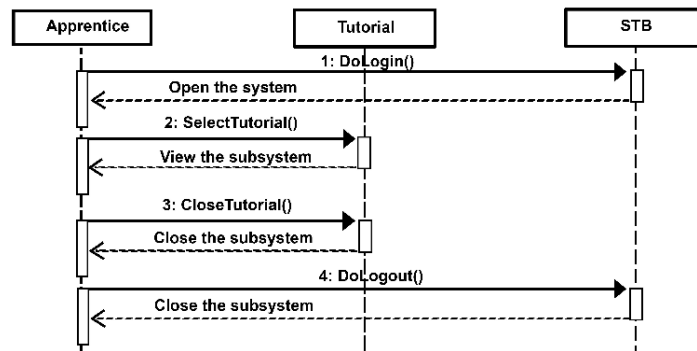 Apprentice Tutorial STB
1: DoLogin()
Open the system
2: SelectTutorial()
View the subsystem
3: CloseTutorial()
Close the subsystem
4: DoLogout()
Close the subsystem